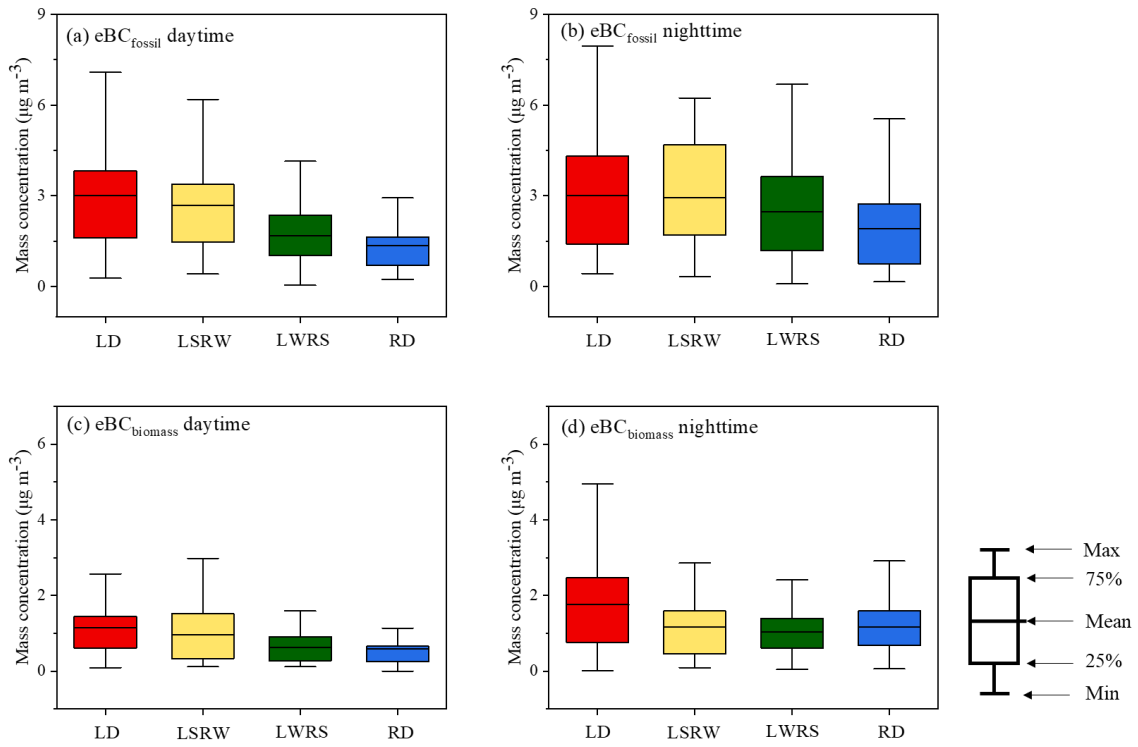 (a) eBCfossil daytime
Mass concentration (μg m⁻³)
9
6
3
0
LD LSRW LWRS RD
(b) eBCfossil nighttime
Mass concentration (μg m⁻³)
9
6
3
0
LD LSRW LWRS RD
(c) eBCbiomass daytime
Mass concentration (μg m⁻³)
6
4
2
0
LD LSRW LWRS RD
(d) eBCbiomass nighttime
Mass concentration (μg m⁻³)
6
4
2
0
LD LSRW LWRS RD
Max
75%
Mean
25%
Min